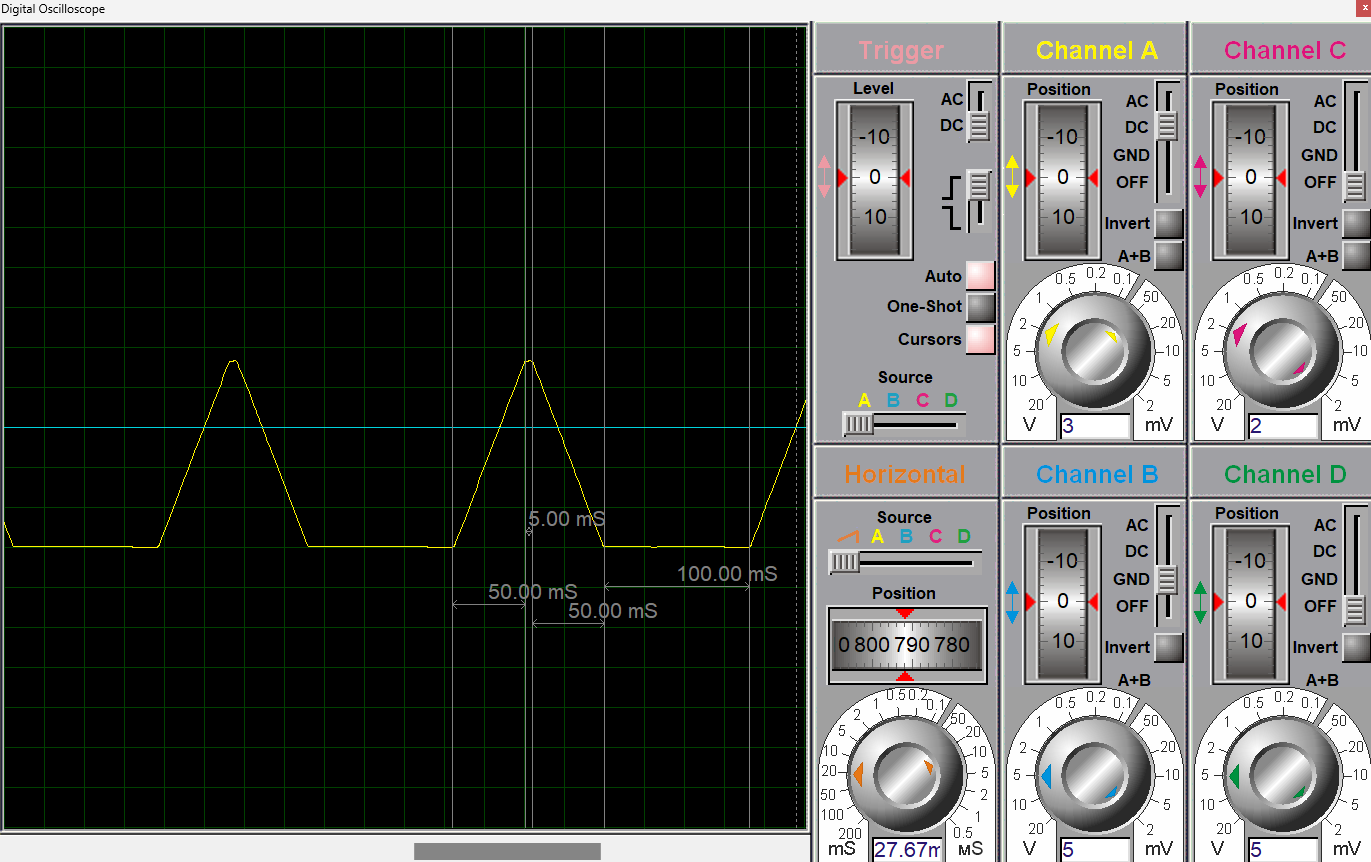 Digital Oscilloscope
x
5.00 mS
100.00 mS
50.00 mS
50.00 mS
Trigger
Level
-10
0
10
AC
DC
Auto
One-Shot
Cursors
Source
A B C D
Channel A
Position
-10
0
10
AC
DC
GND
OFF
Invert
A+B
20 10 5 2 1 0.5 0.2 0.1 50 20 10 5 2
V 3 mV
Channel C
Position
-10
0
10
AC
DC
GND
OFF
Invert
A+B
20 10 5 2 1 0.5 0.2 0.1 50 20 10 5 2
V 2 mV
Horizontal
Source
A B C D
Position
0 800 790 780
200 100 50 20 10 5 2 1 0.5 0.2 0.1 50 20 10 5 2 1 0.5
mS 27.67m мS
Channel B
Position
-10
0
10
AC
DC
GND
OFF
Invert
A+B
20 10 5 2 1 0.5 0.2 0.1 50 20 10 5 2
V 5 mV
Channel D
Position
-10
0
10
AC
DC
GND
OFF
Invert
A+B
20 10 5 2 1 0.5 0.2 0.1 50 20 10 5 2
V 5 mV